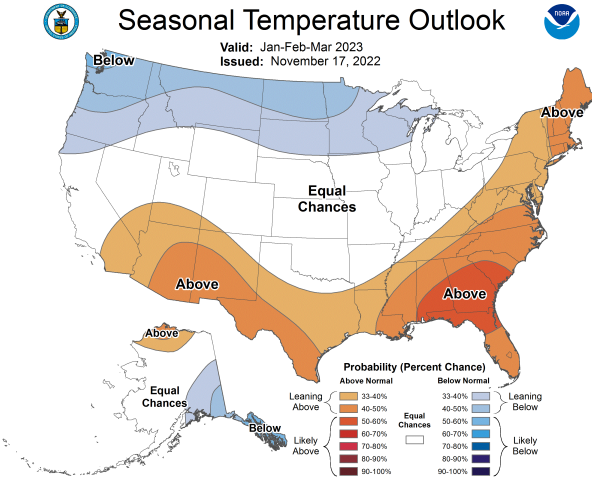 Seasonal Temperature Outlook
NOAA
Valid: Jan-Feb-Mar 2023
Issued: November 17, 2022
Below
Above
Equal
Chances
Above
Above
Above
Equal
Chances
Below
Probability (Percent Chance)
Above Normal
Below Normal
Leaning
Above
33-40%
40-50%
Likely
Above
50-60%
60-70%
70-80%
80-90%
90-100%
Equal
Chances
33-40%
40-50%
Leaning
Below
50-60%
60-70%
70-80%
80-90%
90-100%
Likely
Below